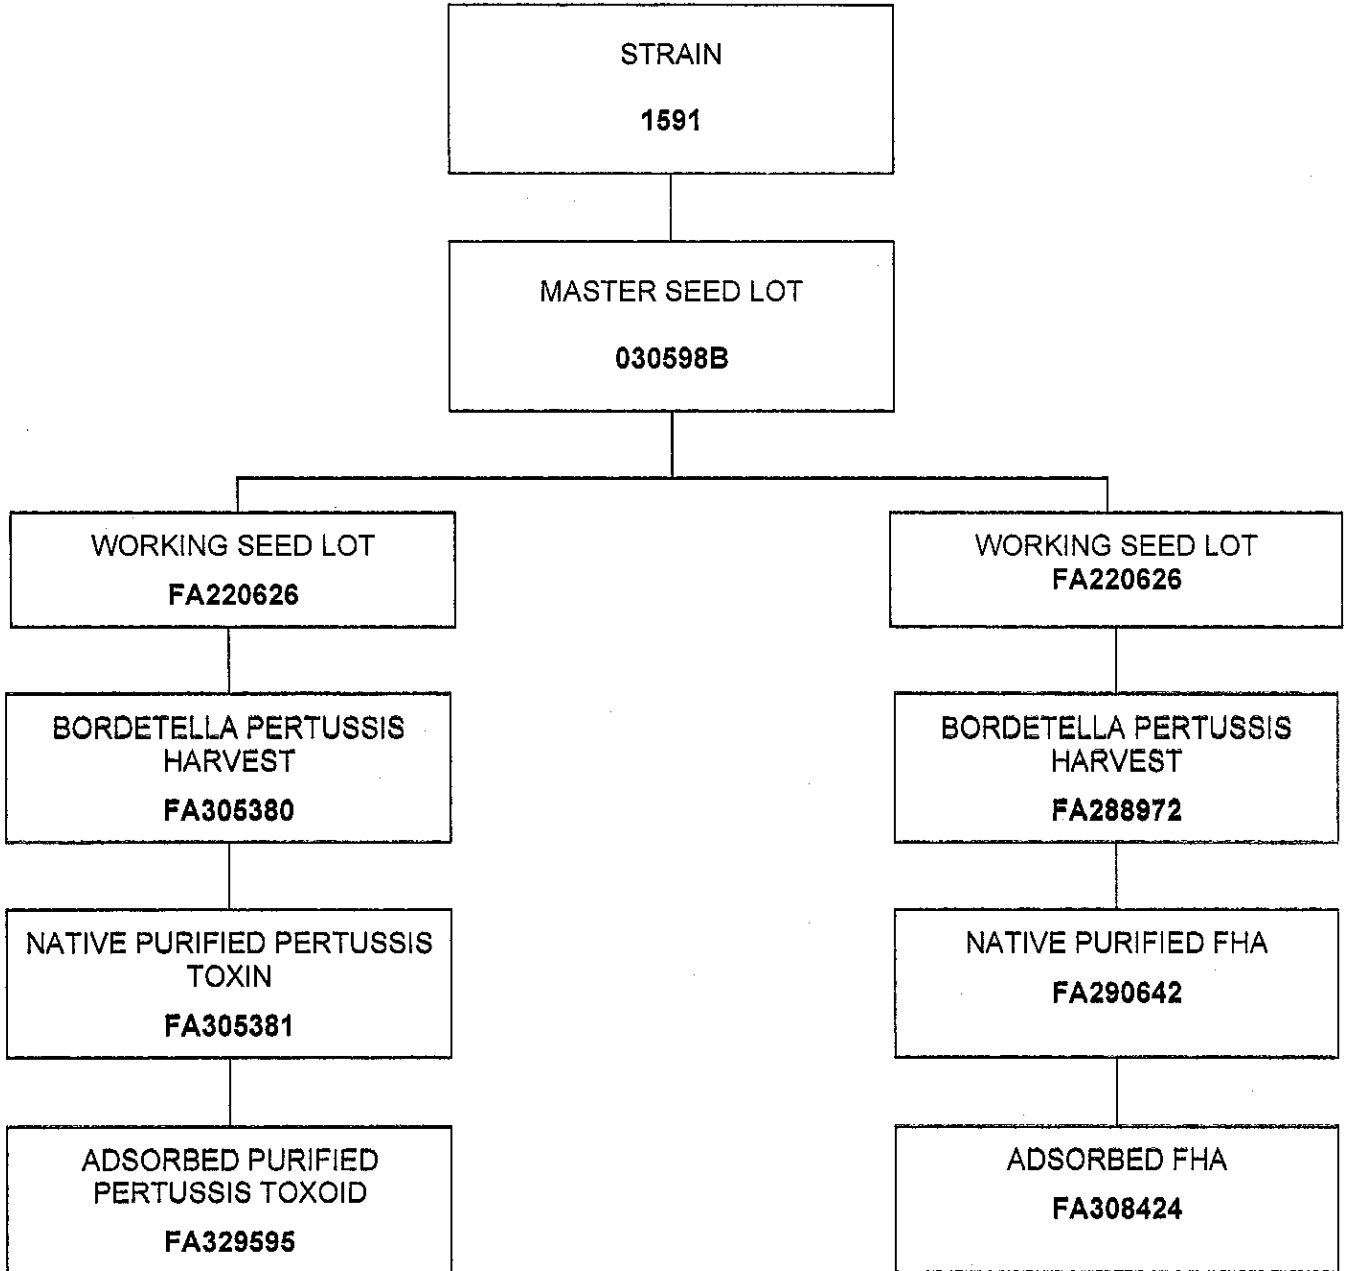 STRAIN
1591
MASTER SEED LOT
030598B
WORKING SEED LOT
FA220626
BORDETELLA PERTUSSIS
HARVEST
FA305380
NATIVE PURIFIED PERTUSSIS
TOXIN
FA305381
ADSORBED PURIFIED
PERTUSSIS TOXOID
FA329595
WORKING SEED LOT
FA220626
BORDETELLA PERTUSSIS
HARVEST
FA288972
NATIVE PURIFIED FHA
FA290642
ADSORBED FHA
FA308424